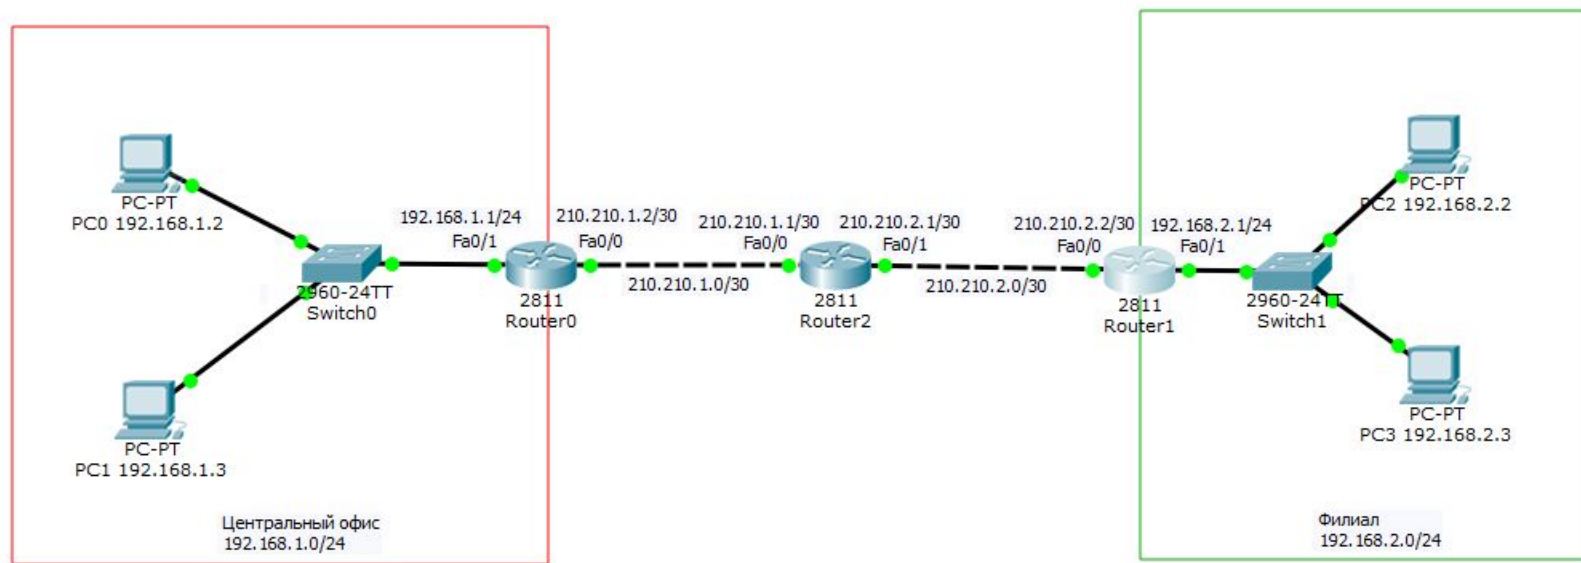 PC-PT
PC0 192.168.1.2
2960-24TT
Switch0
PC-PT
PC1 192.168.1.3
192.168.1.1/24
Fa0/1
210.210.1.2/30
Fa0/0
2811
Router0
210.210.1.0/30
210.210.1.1/30
Fa0/0
210.210.2.1/30
Fa0/1
2811
Router2
210.210.2.0/30
210.210.2.2/30
Fa0/0
192.168.2.1/24
Fa0/1
2811
Router1
2960-24TT
Switch1
PC-PT
PC2 192.168.2.2
PC-PT
PC3 192.168.2.3
Центральный офис
192.168.1.0/24
Филиал
192.168.2.0/24